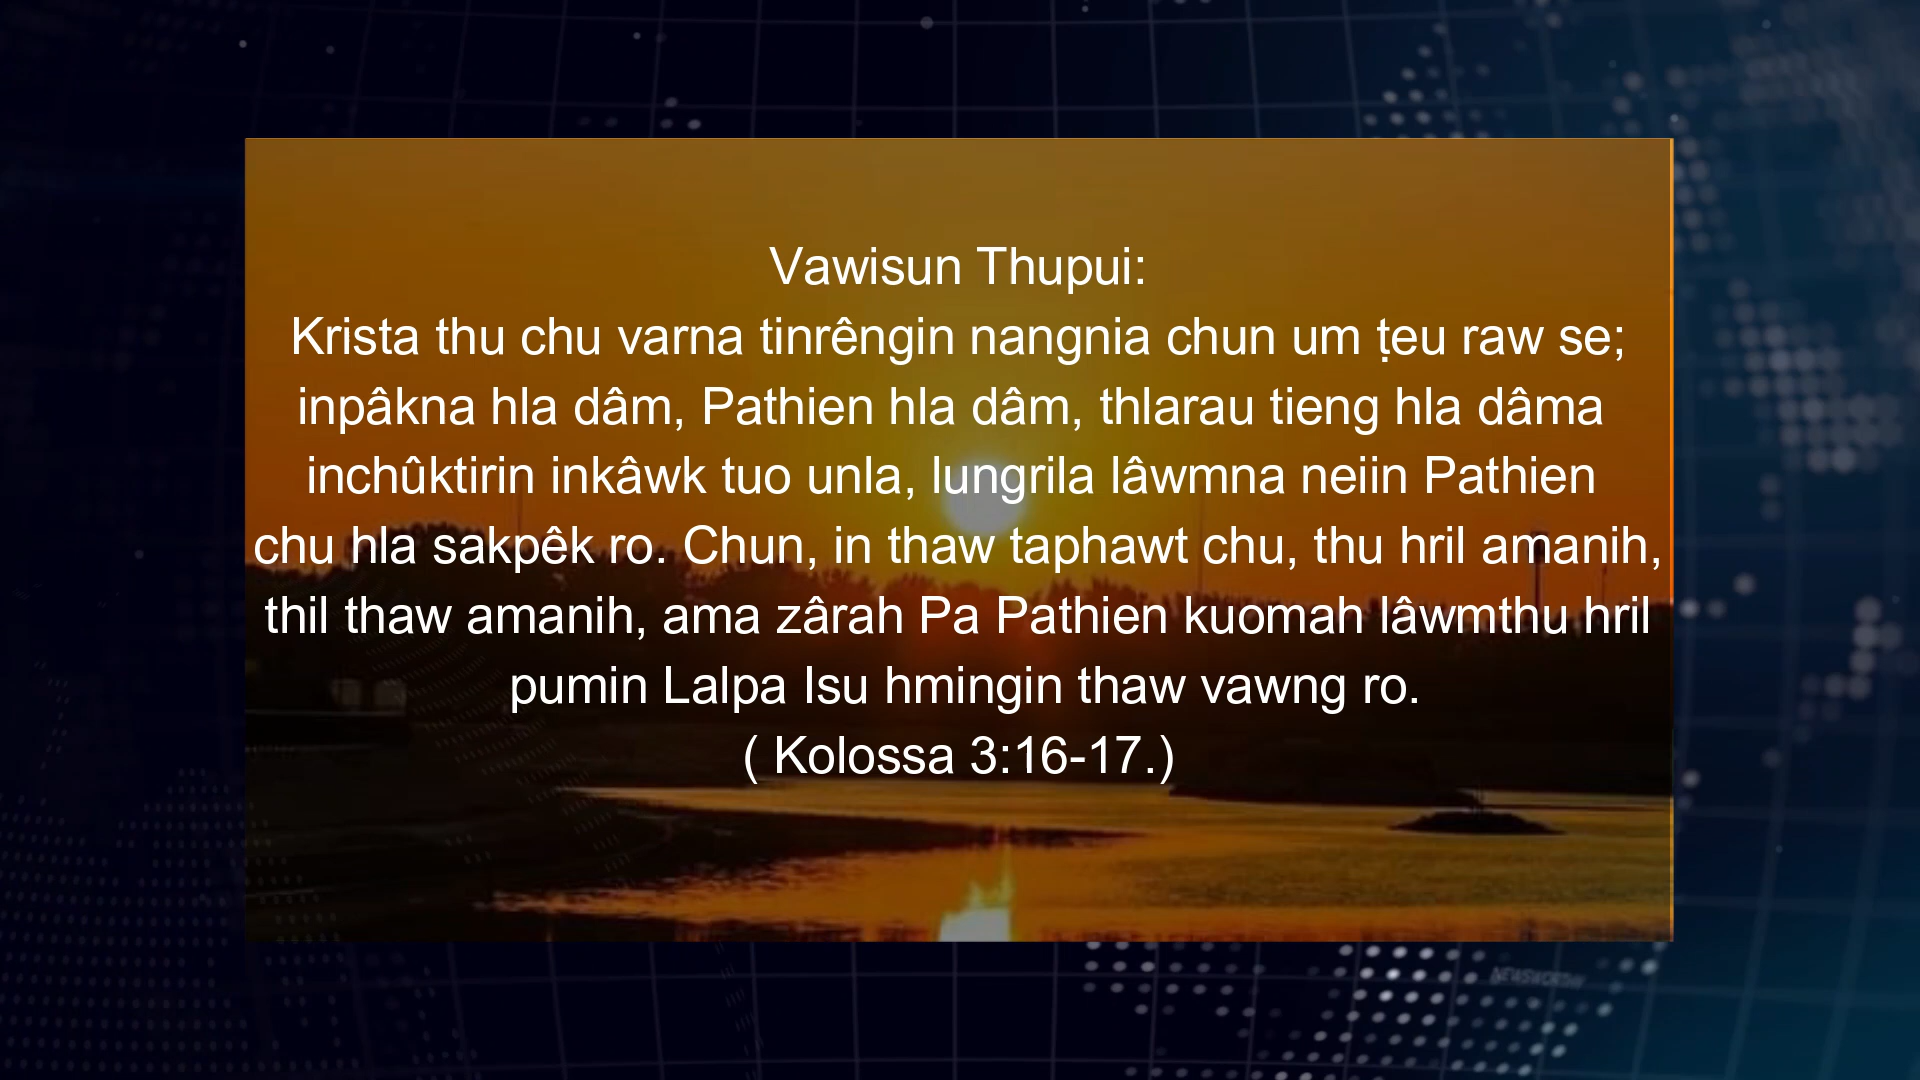 Vawisun Thupui:
Krista thu chu varna tinrêngin nangnia chun um ṭeu raw se;
inpâkna hla dâm, Pathien hla dâm, thlarau tieng hla dâma
inchûktirin inkâwk tuo unla, lungrila lâwmna neiin Pathien
chu hla sakpêk ro. Chun, in thaw taphawt chu, thu hril amanih,
thil thaw amanih, ama zârah Pa Pathien kuomah lâwmthu hril
pumin Lalpa Isu hmingin thaw vawng ro.
( Kolossa 3:16-17.)
NEWSWORTHY